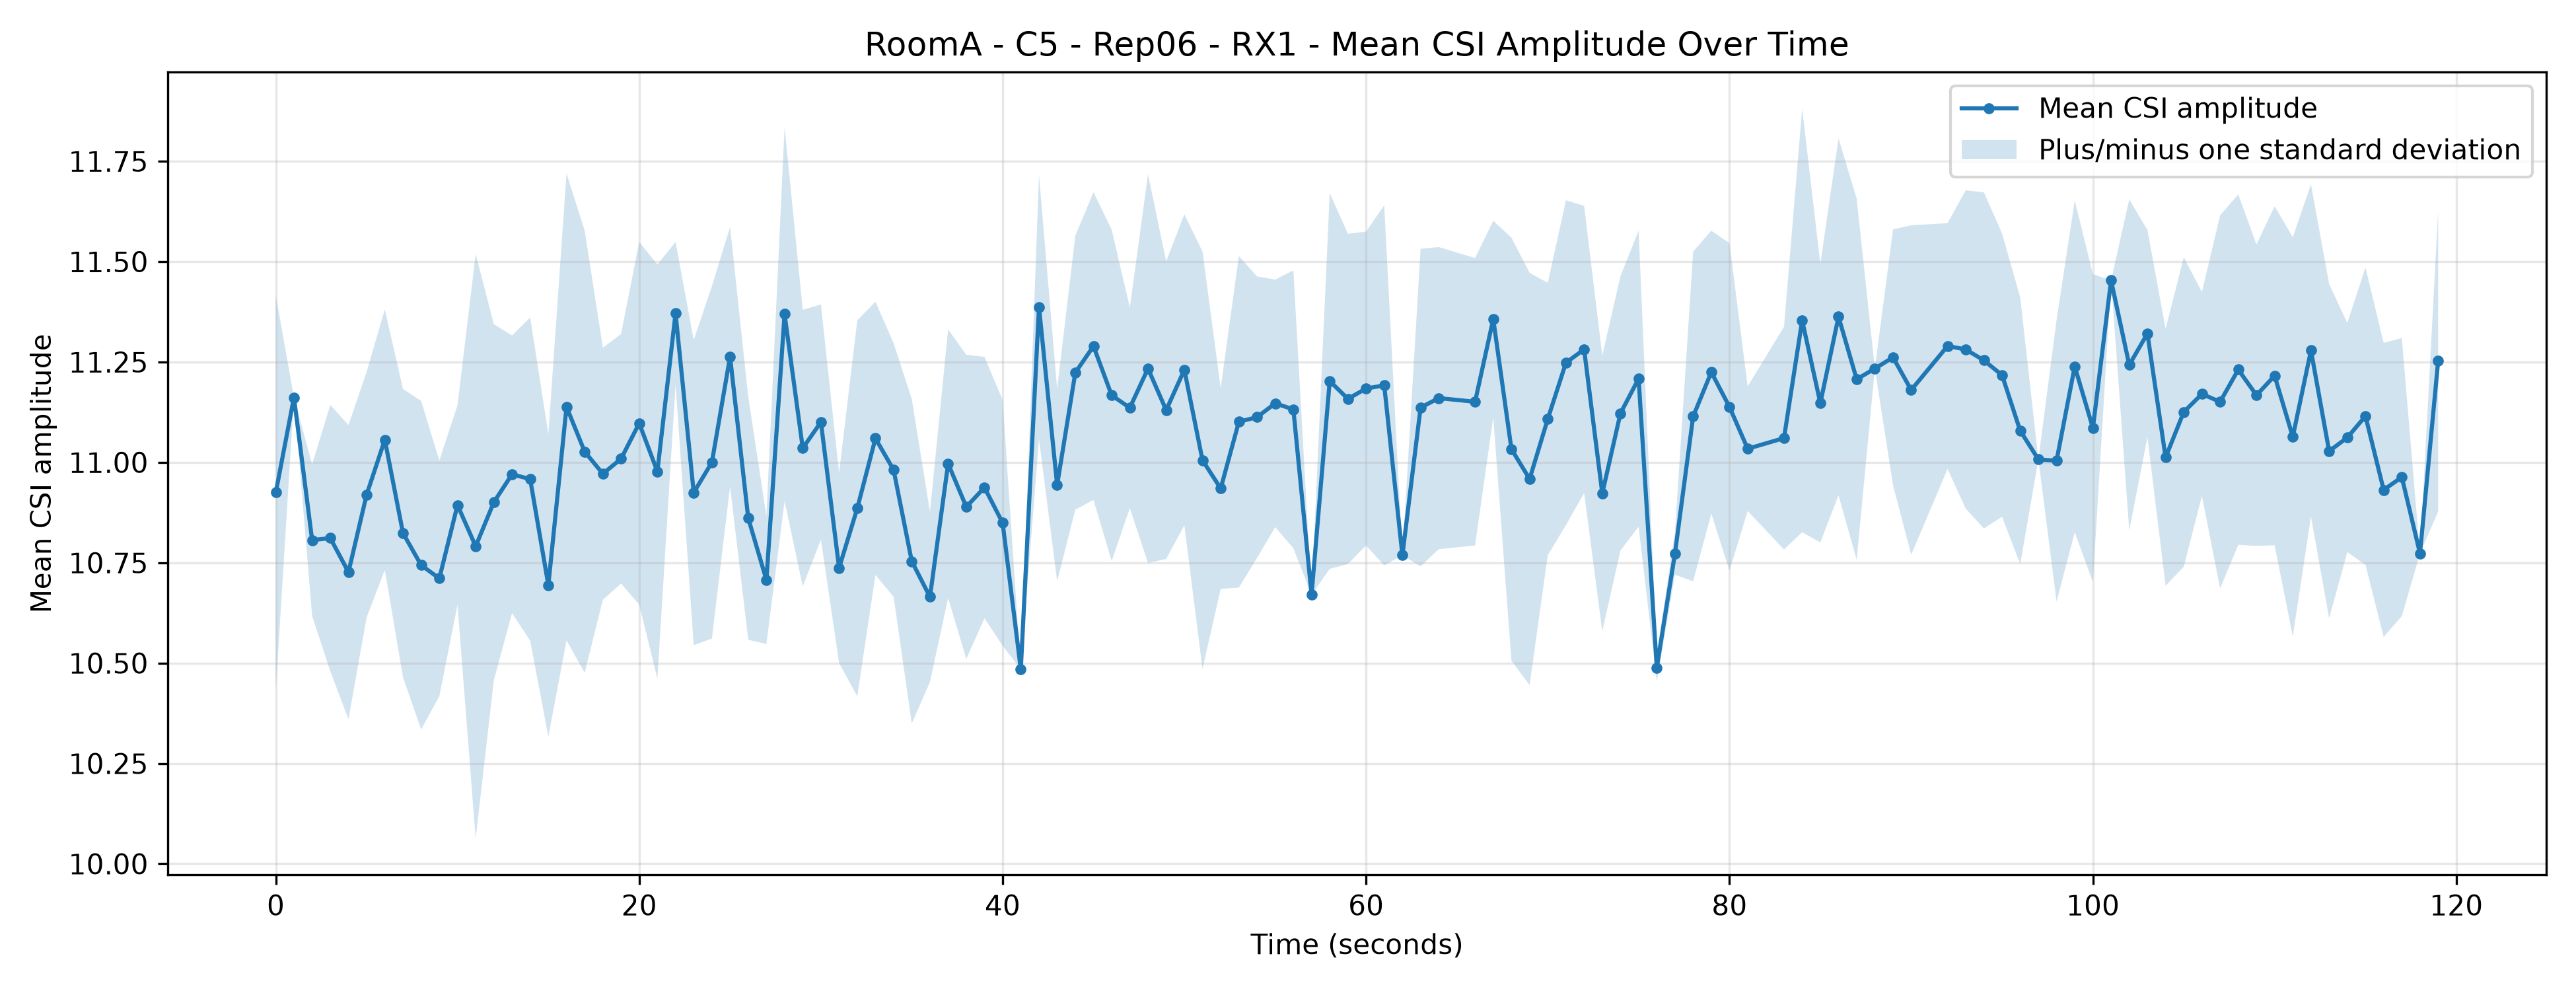 RoomA - C5 - Rep06 - RX1 - Mean CSI Amplitude Over Time
Mean CSI amplitude
Plus/minus one standard deviation
11.75
11.50
11.25
11.00
10.75
10.50
10.25
10.00
Mean CSI amplitude
0 20 40 60 80 100 120
Time (seconds)